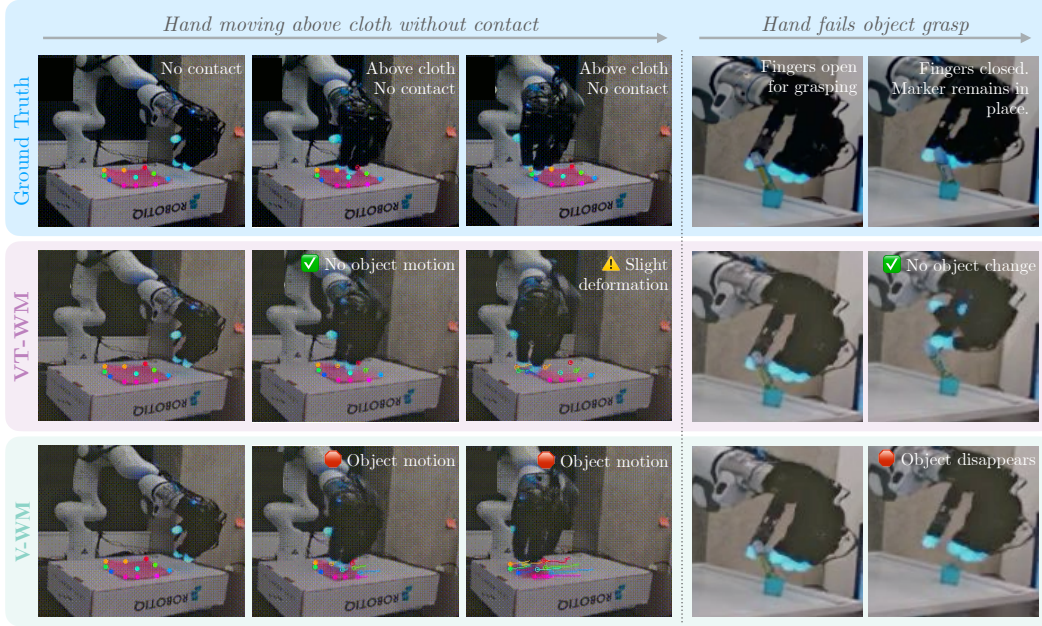 Hand moving above cloth without contact
Hand fails object grasp
Ground Truth
No contact
Above cloth
No contact
Above cloth
No contact
Fingers open
for grasping
Fingers closed.
Marker remains in
place.
ROBOTIQ
ROBOTIQ
ROBOTIQ
VT-WM
✅ No object motion
⚠️ Slight
deformation
✅ No object change
ROBOTIQ
ROBOTIQ
ROBOTIQ
V-WM
🛑 Object motion
🛑 Object motion
🛑 Object disappears
ROBOTIQ
ROBOTIQ
ROBOTIQ